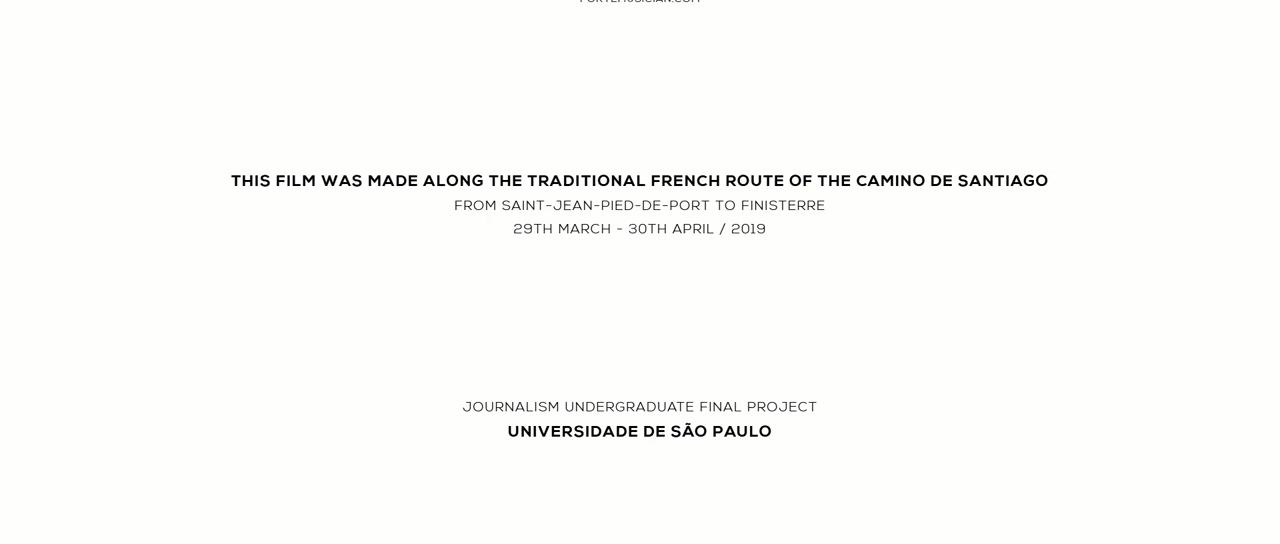 THIS FILM WAS MADE ALONG THE TRADITIONAL FRENCH ROUTE OF THE CAMINO DE SANTIAGO
FROM SAINT-JEAN-PIED-DE-PORT TO FINISTERRE
29TH MARCH - 30TH APRIL / 2019
JOURNALISM UNDERGRADUATE FINAL PROJECT
UNIVERSIDADE DE SÃO PAULO